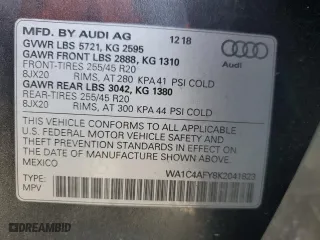 MFD. BY AUDI AG 12 18
GVWR LBS 5721, KG 2595
GAWR FRONT LBS 2888, KG 1310
FRONT-TIRES 255/45 R20
8JX20 RIMS, AT 280 KPA/41 PSI COLD
GAWR REAR LBS 3042, KG 1380
REAR-TIRES 255/45 R20
8JX20 RIMS, AT 300 KPA/44 PSI COLD
Audi
THIS VEHICLE CONFORMS TO ALL APPLICABLE
U.S. FEDERAL MOTOR VEHICLE SAFETY AND
THEFT PREVENTION STANDARDS IN EFFECT ON
THE DATE OF MANUFACTURE SHOWN ABOVE.
MEXICO
TYPE: WA1C4AFY8K2041923
MPV